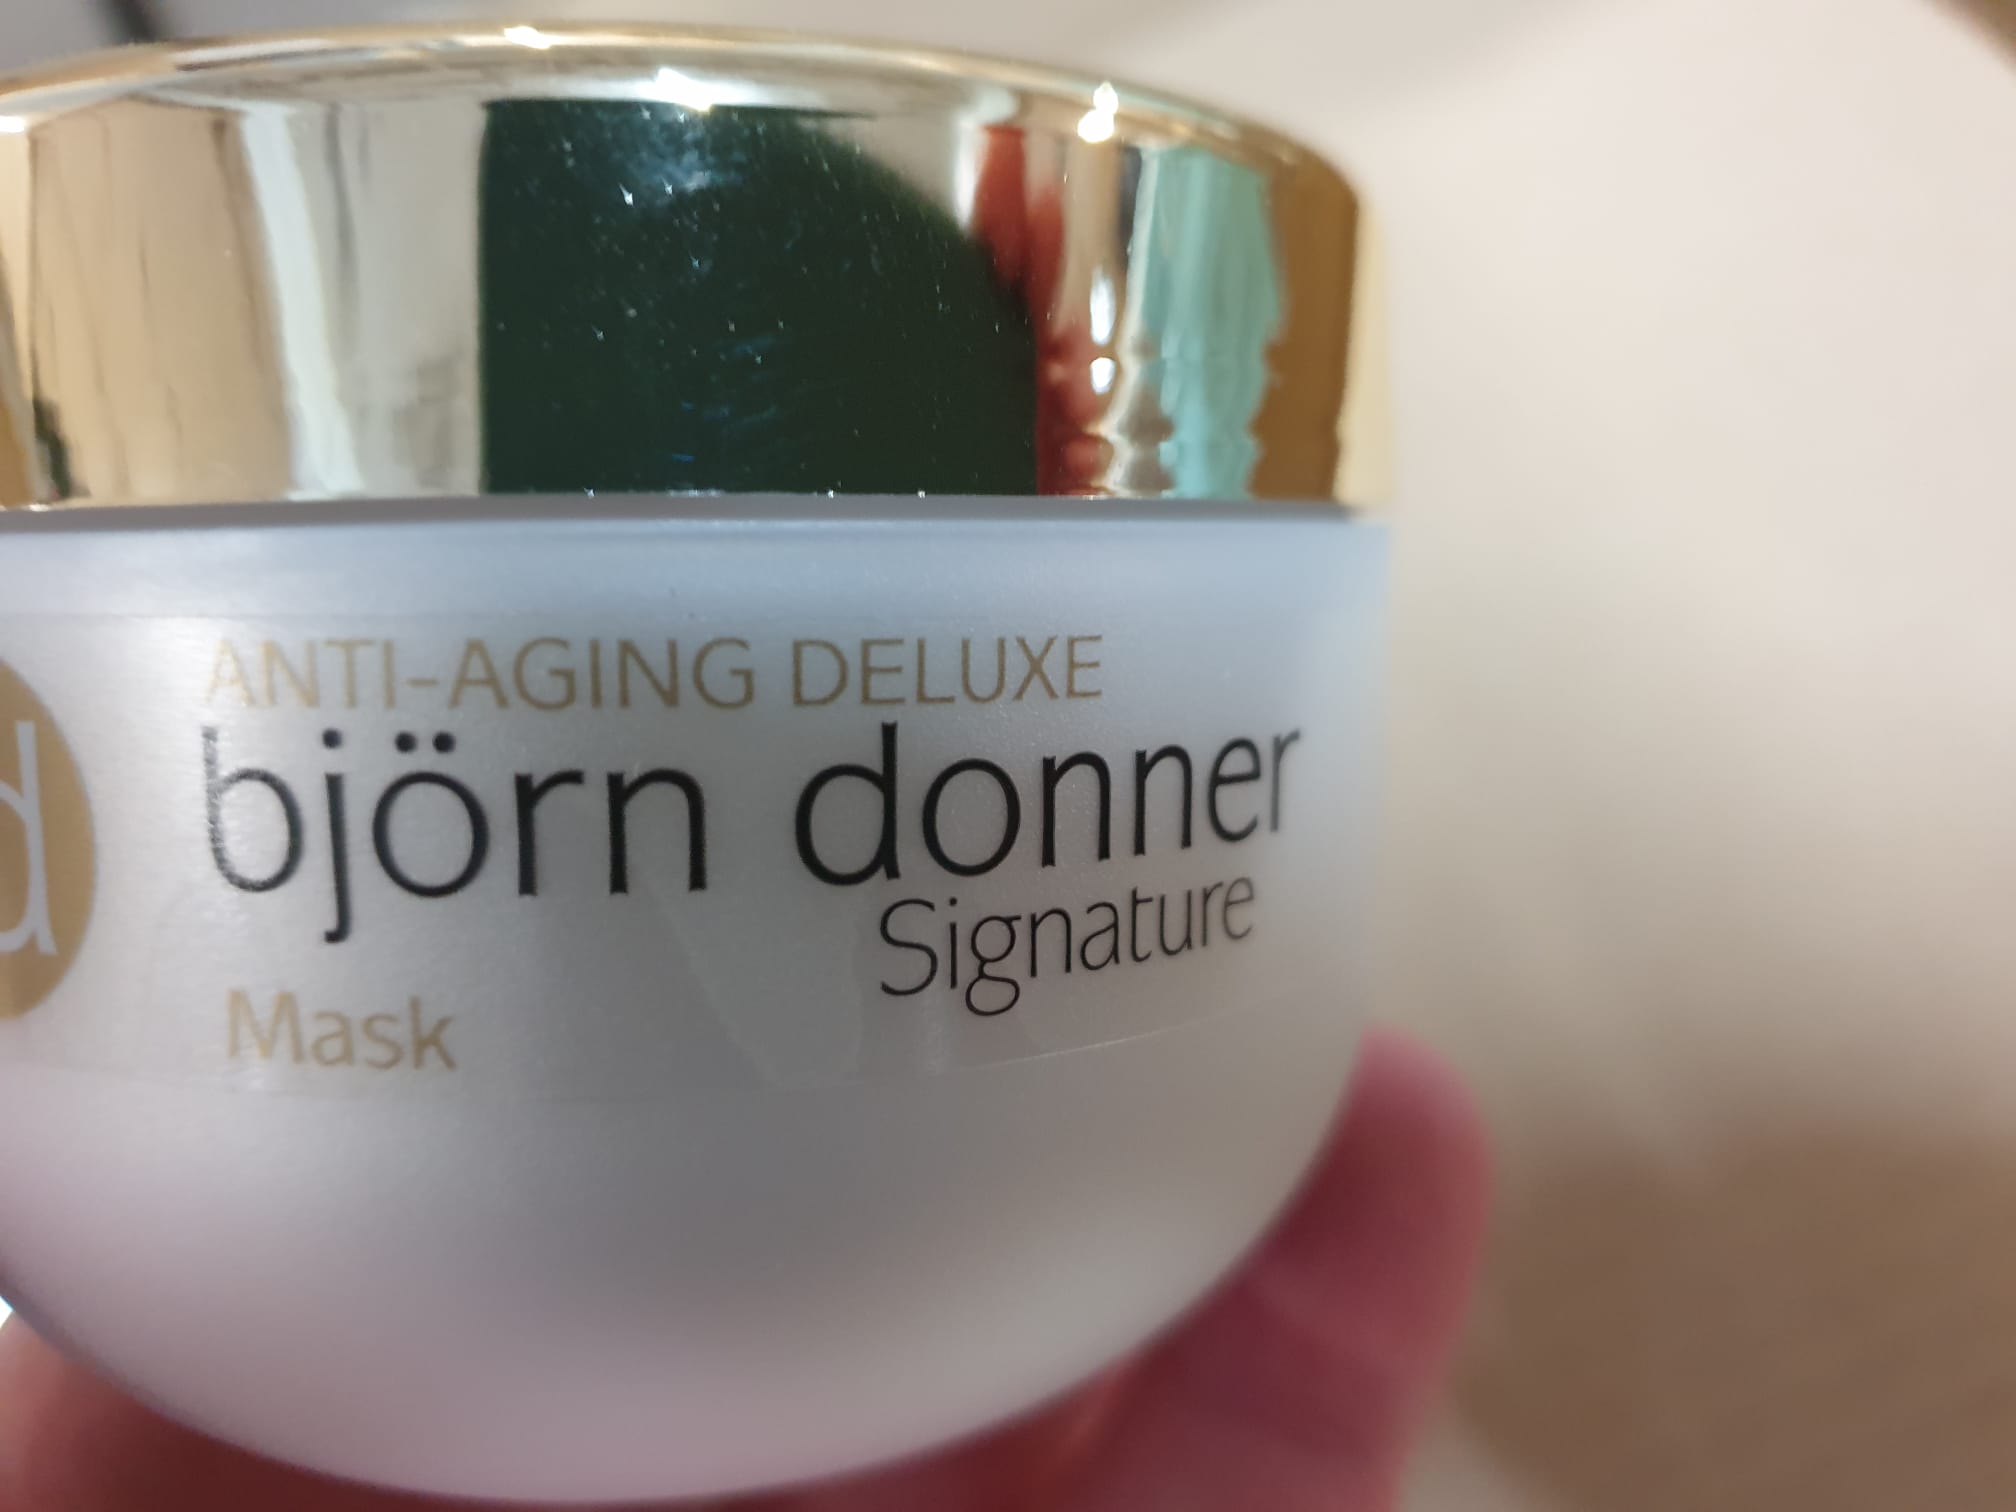 ANTI-AGING DELUXE
björn donner
Signature
Mask
d